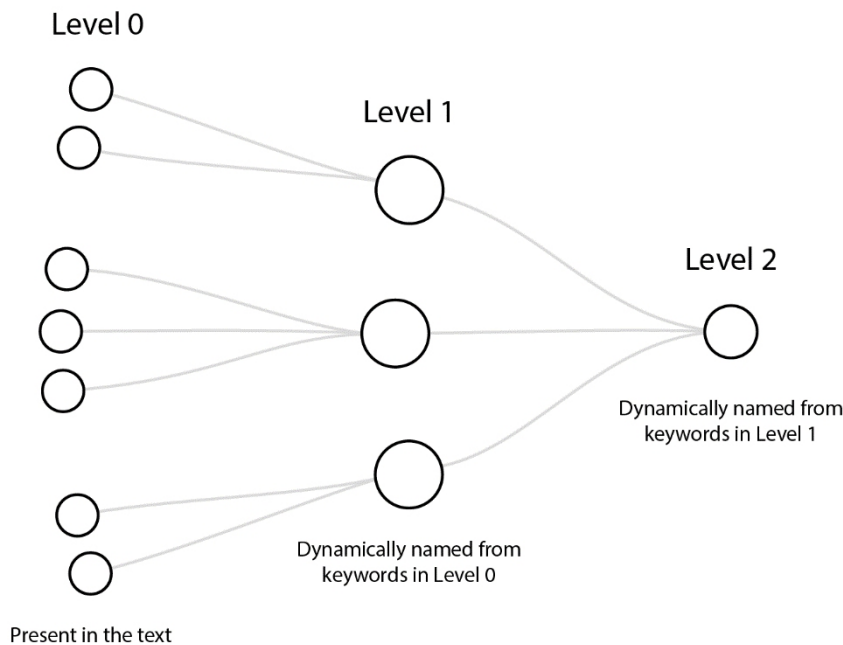 Level 0
Level 1
Level 2
Dynamically named from
keywords in Level 1
Dynamically named from
keywords in Level 0
Present in the text